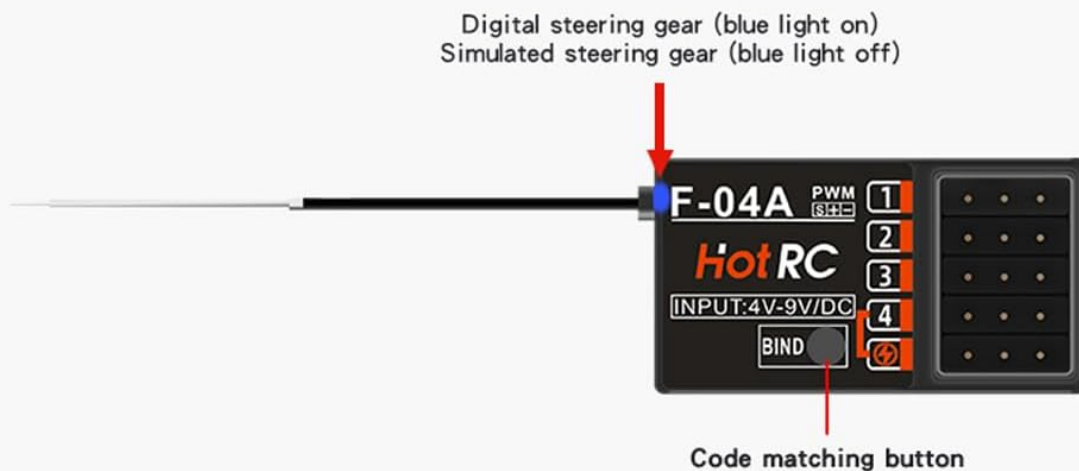 Digital steering gear (blue light on)
Simulated steering gear (blue light off)
F-04A
PWM
S+-
1
2
HotRC
3
INPUT:4V-9V/DC
4
BIND
Code matching button